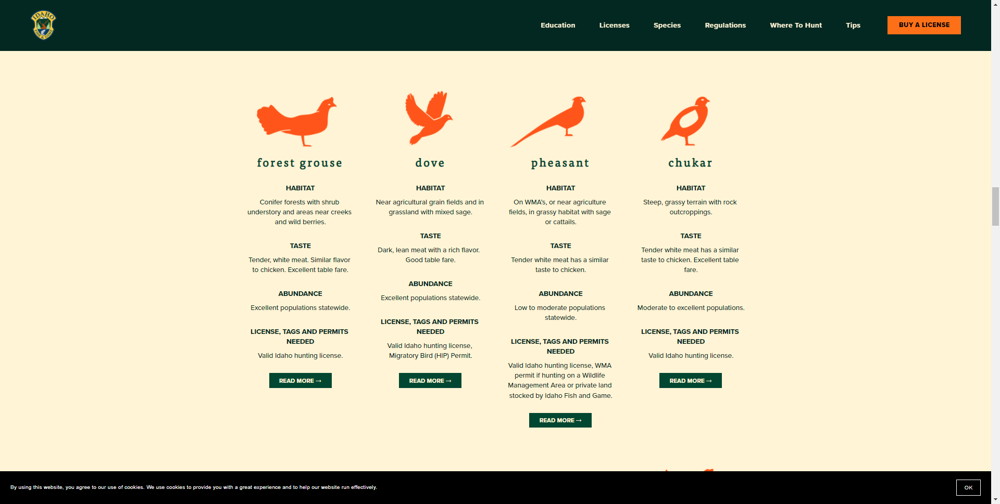 IDAHO
FISH & GAME
Education
Licenses
Species
Regulations
Where To Hunt
Tips
BUY A LICENSE
forest grouse
HABITAT
Conifer forests with shrub
understory and areas near creeks
and wild berries.
TASTE
Tender, white meat. Similar flavor
to chicken. Excellent table fare.
ABUNDANCE
Excellent populations statewide.
LICENSE, TAGS AND PERMITS
NEEDED
Valid Idaho hunting license.
READ MORE →
dove
HABITAT
Near agricultural grain fields and in
grassland with mixed sage.
TASTE
Dark, lean meat with a rich flavor.
Good table fare.
ABUNDANCE
Excellent populations statewide.
LICENSE, TAGS AND PERMITS
NEEDED
Valid Idaho hunting license,
Migratory Bird (HIP) Permit.
READ MORE →
pheasant
HABITAT
On WMA's, or near agriculture
fields, in grassy habitat with sage
or cattails.
TASTE
Tender white meat has a similar
taste to chicken.
ABUNDANCE
Low to moderate populations
statewide.
LICENSE, TAGS AND PERMITS
NEEDED
Valid Idaho hunting license, WMA
permit if hunting on a Wildlife
Management Area or private land
stocked by Idaho Fish and Game.
READ MORE →
chukar
HABITAT
Steep, grassy terrain with rock
outcroppings.
TASTE
Tender white meat has a similar
taste to chicken. Excellent table
fare.
ABUNDANCE
Moderate to excellent populations.
LICENSE, TAGS AND PERMITS
NEEDED
Valid Idaho hunting license.
READ MORE →
By using this website, you agree to our use of cookies. We use cookies to provide you with a great experience and to help our website run effectively.
OK